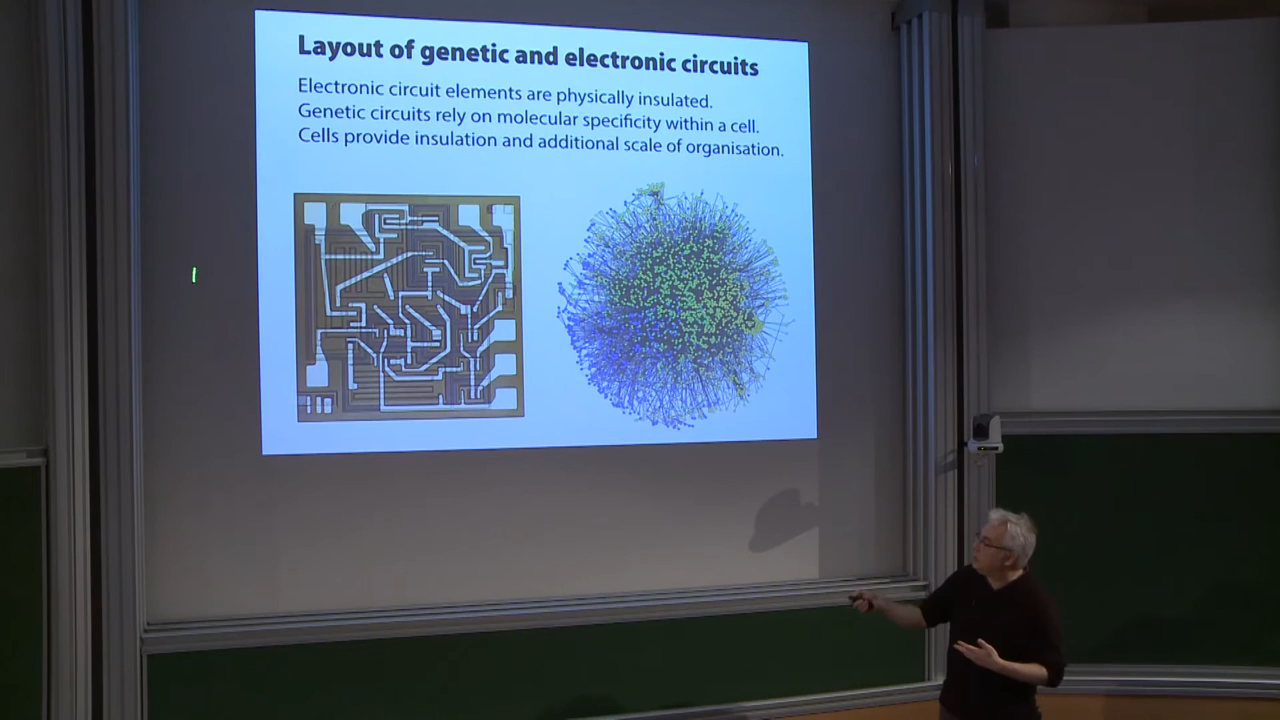 Layout of genetic and electronic circuits
Electronic circuit elements are physically insulated.
Genetic circuits rely on molecular specificity within a cell.
Cells provide insulation and additional scale of organisation.